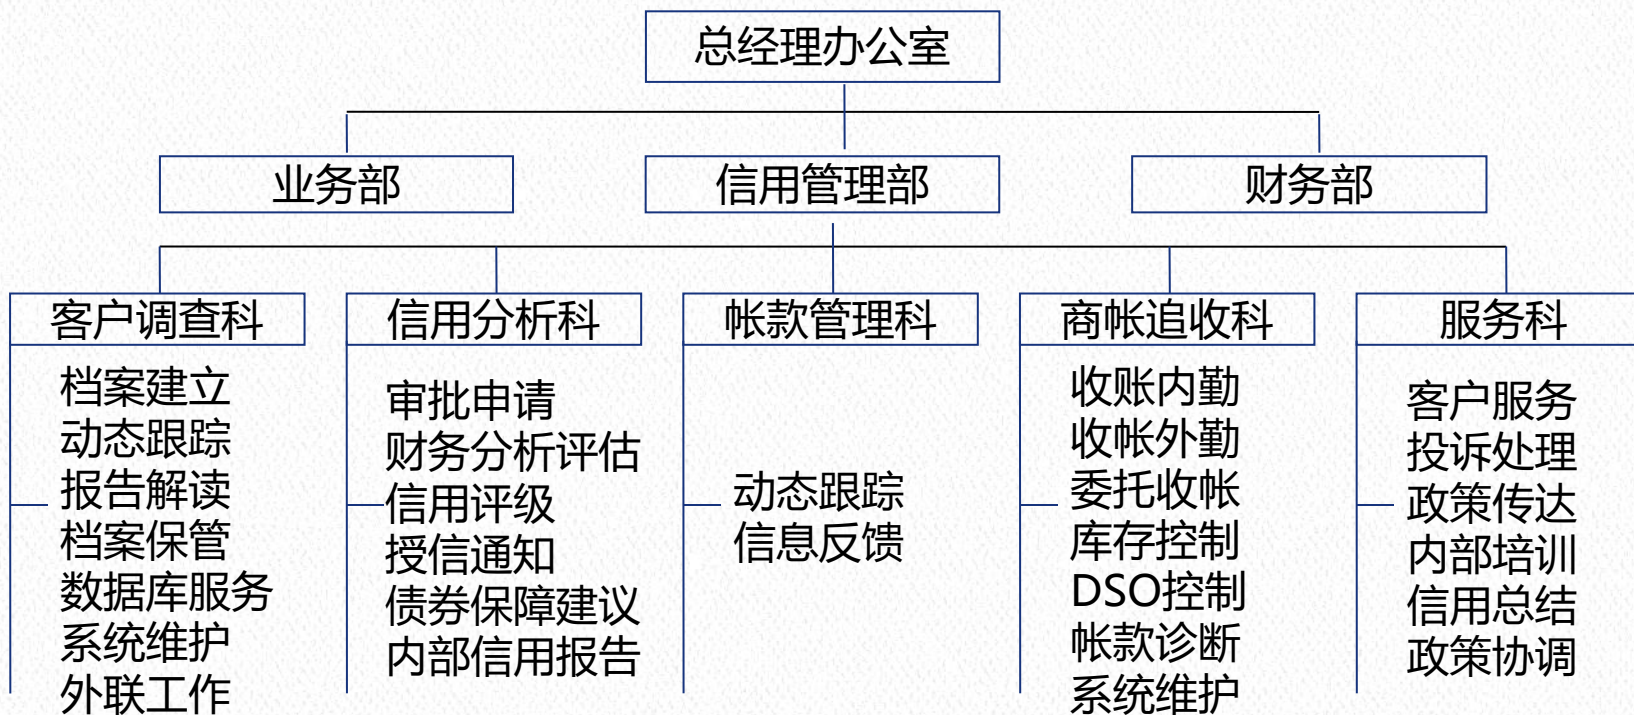 总经理办公室
业务部
信用管理部
财务部
客户调查科
档案建立
动态跟踪
报告解读
档案保管
数据库服务
系统维护
外联工作
信用分析科
审批申请
财务分析评估
信用评级
授信通知
债券保障建议
内部信用报告
帐款管理科
动态跟踪
信息反馈
商帐追收科
收账内勤
收帐外勤
委托收帐
库存控制
DSO控制
帐款诊断
系统维护
服务科
客户服务
投诉处理
政策传达
内部培训
信用总结
政策协调